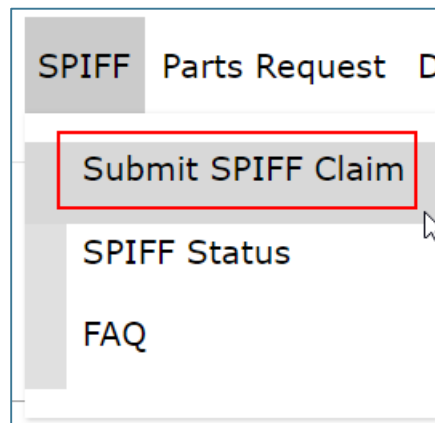 SPIFF Parts Request D
Submit SPIFF Claim
SPIFF Status
FAQ